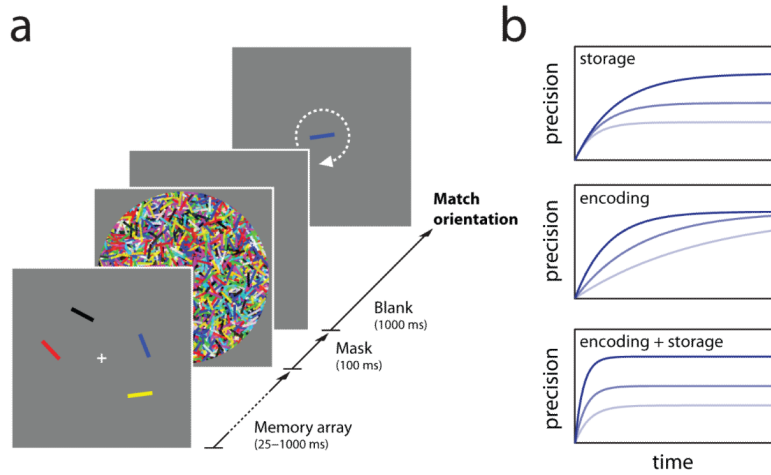 a
Match
orientation
Blank
(1000 ms)
Mask
(100 ms)
Memory array
(25–1000 ms)
b
storage
precision
encoding
precision
encoding + storage
precision
time